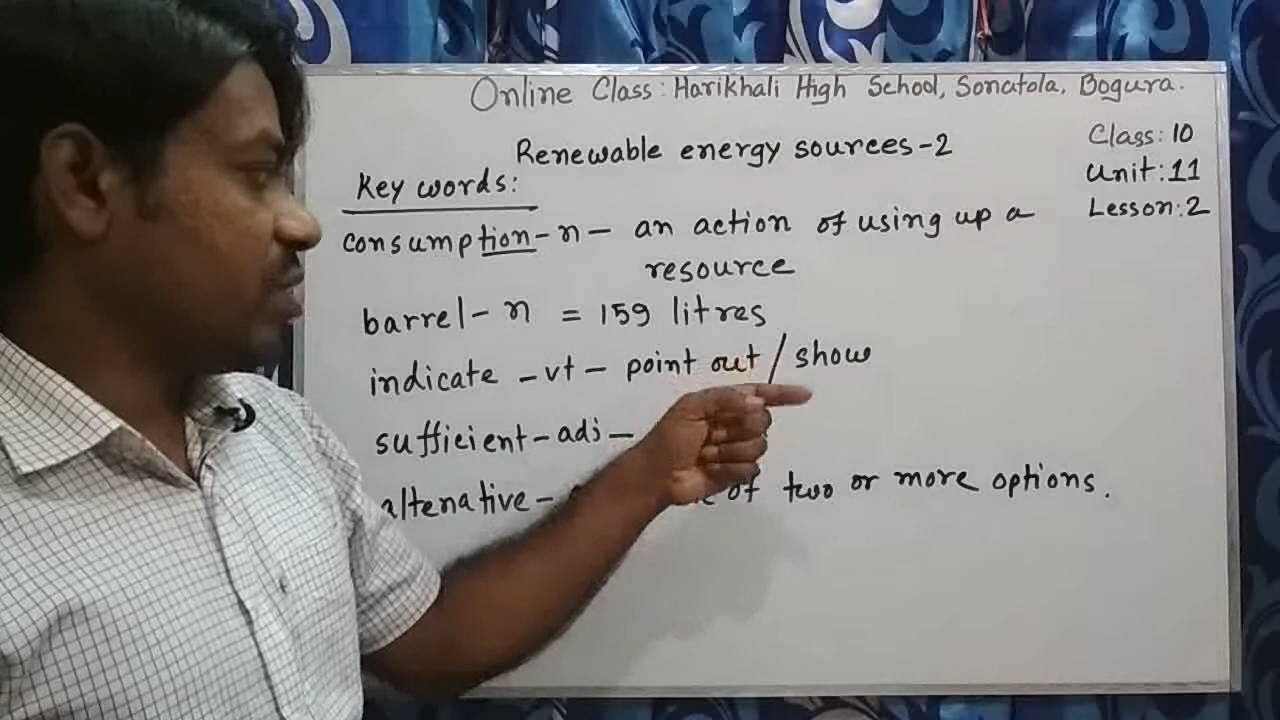 Online Class: Harikhali High School, Sonatola, Bogura.
Renewable energy sources-2
Class: 10
Unit: 11
Lesson: 2
Key words:
consumption - n - an action of using up a
resource
barrel - n = 159 litres
indicate - vt - point out / show
sufficient - adj -
altenative - of two or more options.